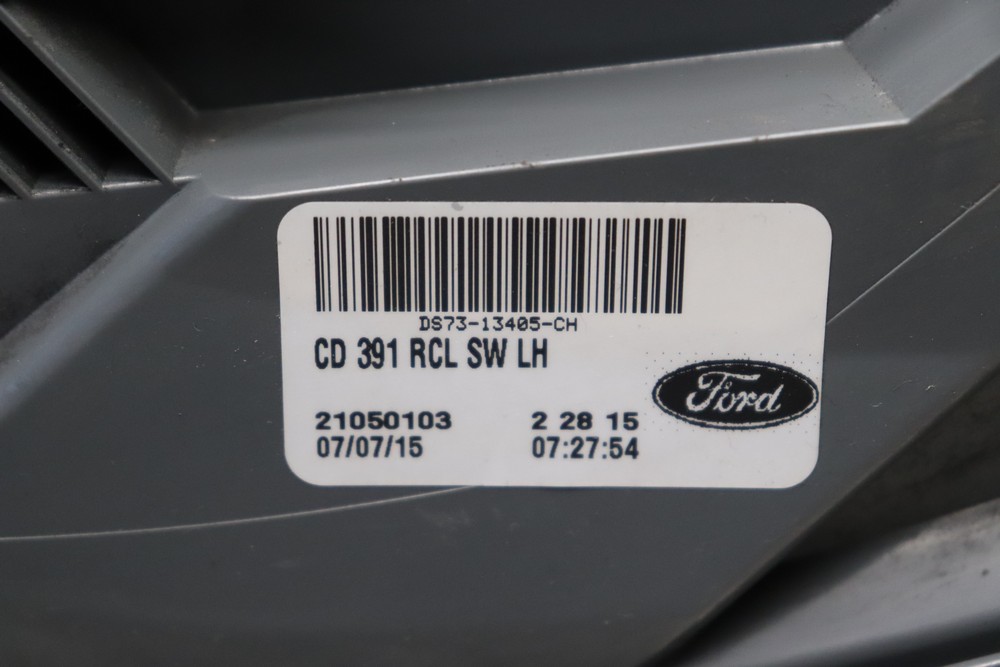 DS73-13405-CH
CD 391 RCL SW LH
21050103 2 28 15
07/07/15 07:27:54
Ford